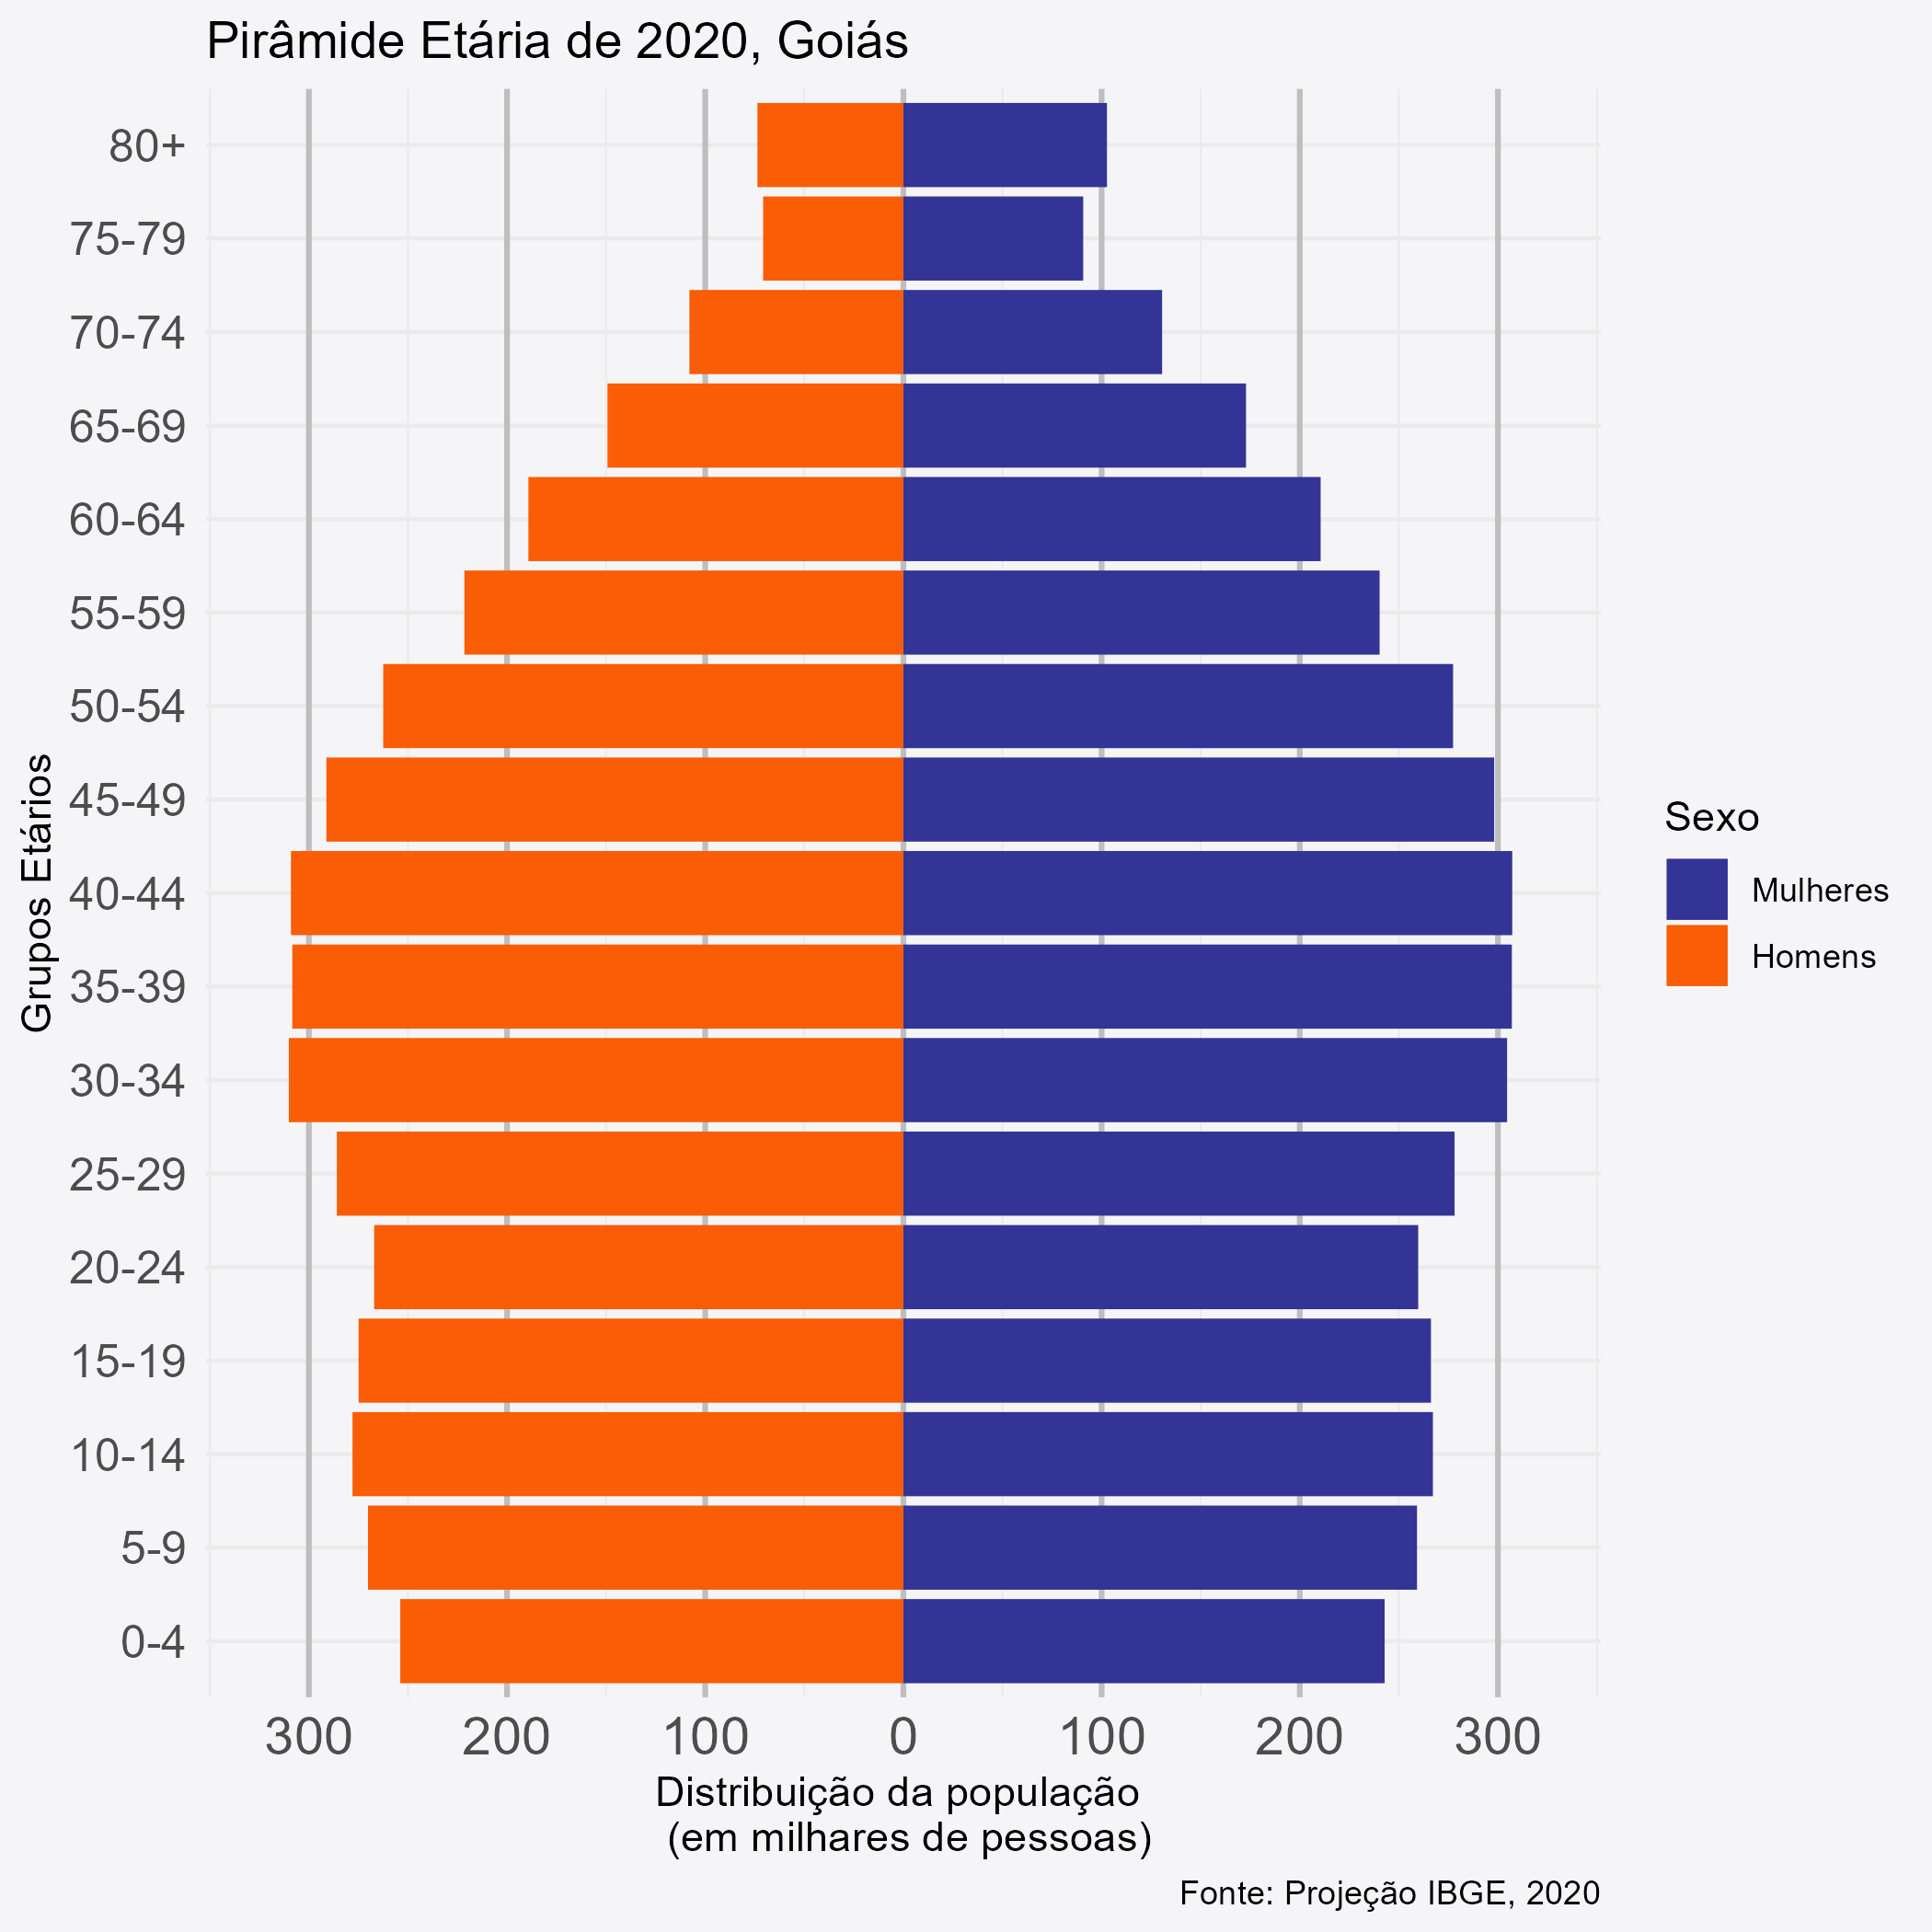 Pirâmide Etária de 2020, Goiás
Grupos Etários
80+
75-79
70-74
65-69
60-64
55-59
50-54
45-49
40-44
35-39
30-34
25-29
20-24
15-19
10-14
5-9
0-4
300 200 100 0 100 200 300
Distribuição da população
(em milhares de pessoas)
Sexo
Mulheres
Homens
Fonte: Projeção IBGE, 2020